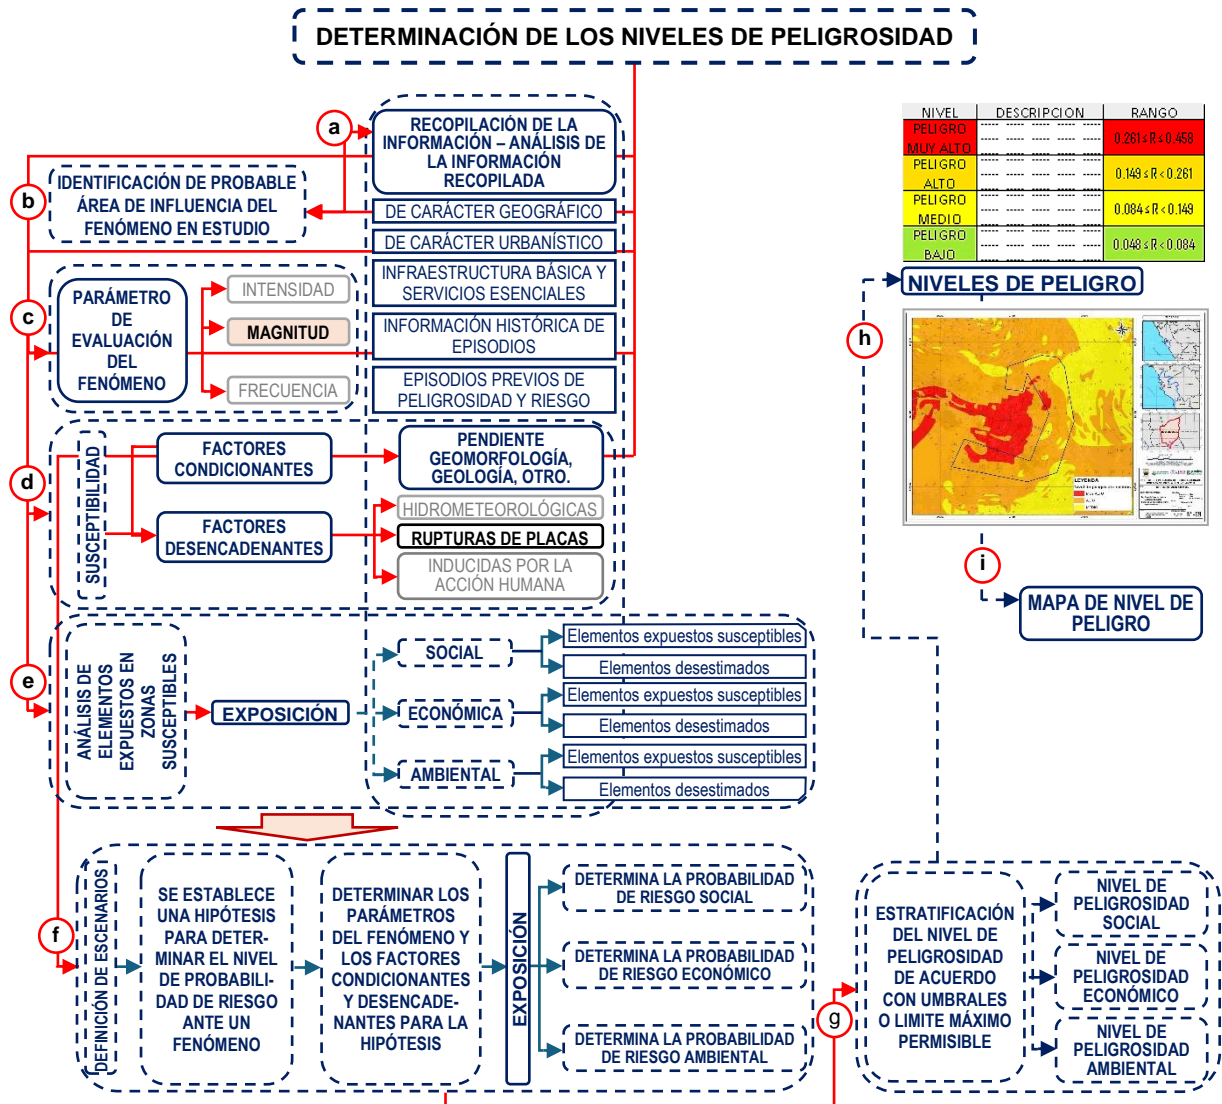 DETERMINACIÓN DE LOS NIVELES DE PELIGROSIDAD
a
RECOPILACIÓN DE LA
INFORMACIÓN – ANÁLISIS DE
LA INFORMACIÓN
RECOPILADA
b
IDENTIFICACIÓN DE PROBABLE
ÁREA DE INFLUENCIA DEL
FENÓMENO EN ESTUDIO
DE CARÁCTER GEOGRÁFICO
DE CARÁCTER URBANÍSTICO
INFRAESTRUCTURA BÁSICA Y
SERVICIOS ESENCIALES
INFORMACIÓN HISTÓRICA DE
EPISODIOS
EPISODIOS PREVIOS DE
PELIGROSIDAD Y RIESGO
c
PARÁMETRO
DE
EVALUACIÓN
DEL
FENÓMENO
INTENSIDAD
MAGNITUD
FRECUENCIA
d
SUSCEPTIBILIDAD
FACTORES
CONDICIONANTES
PENDIENTE
GEOMORFOLOGÍA,
GEOLOGÍA, OTRO.
FACTORES
DESENCADENANTES
HIDROMETEOROLÓGICAS
RUPTURAS DE PLACAS
INDUCIDAS POR LA
ACCIÓN HUMANA
e
ANÁLISIS DE
ELEMENTOS
EXPUESTOS EN
ZONAS
SUSCEPTIBLES
EXPOSICIÓN
SOCIAL
Elementos expuestos susceptibles
Elementos desestimados
ECONÓMICA
Elementos expuestos susceptibles
Elementos desestimados
AMBIENTAL
Elementos expuestos susceptibles
Elementos desestimados
f
DEFINICIÓN DE ESCENARIOS
SE ESTABLECE
UNA HIPÓTESIS
PARA DETER-
MINAR EL NIVEL
DE PROBABILI-
DAD DE RIESGO
ANTE UN
FENÓMENO
DETERMINAR LOS
PARÁMETROS
DEL FENÓMENO Y
LOS FACTORES
CONDICIONANTES
Y DESENCADE-
NANTES PARA LA
HIPÓTESIS
EXPOSICIÓN
DETERMINA LA PROBABILIDAD
DE RIESGO SOCIAL
DETERMINA LA PROBABILIDAD
DE RIESGO ECONÓMICO
DETERMINA LA PROBABILIDAD
DE RIESGO AMBIENTAL
g
ESTRATIFICACIÓN
DEL NIVEL DE
PELIGROSIDAD
DE ACUERDO
CON UMBRALES
O LIMITE MÁXIMO
PERMISIBLE
NIVEL DE
PELIGROSIDAD
SOCIAL
NIVEL DE
PELIGROSIDAD
ECONÓMICO
NIVEL DE
PELIGROSIDAD
AMBIENTAL
h
NIVEL DESCRIPCION RANGO
PELIGRO
MUY ALTO
0.261 ≤ R ≤ 0.458
PELIGRO
ALTO
0.149 ≤ R < 0.261
PELIGRO
MEDIO
0.084 ≤ R < 0.149
PELIGRO
BAJO
0.048 ≤ R < 0.084
NIVELES DE PELIGRO
LEYENDA
i
MAPA DE NIVEL DE
PELIGRO